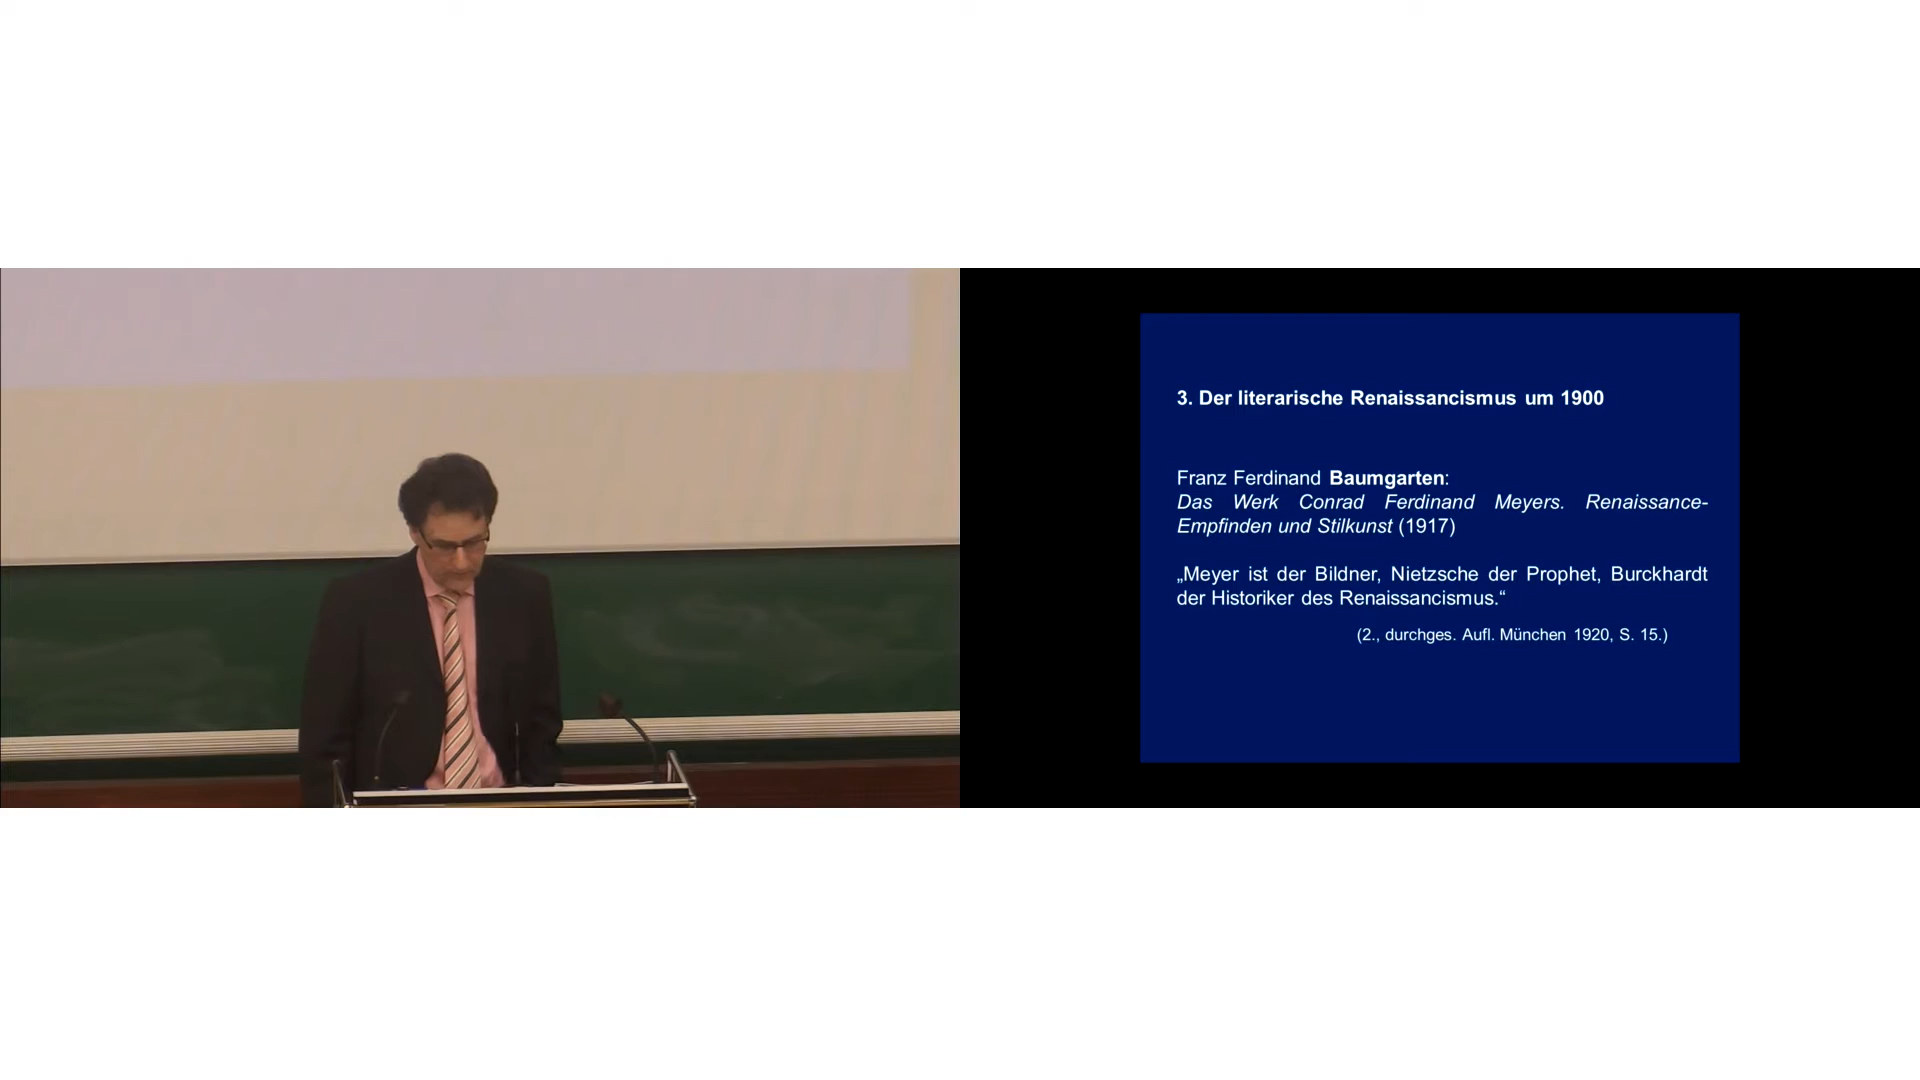 3. Der literarische Renaissancismus um 1900
Franz Ferdinand Baumgarten:
Das Werk Conrad Ferdinand Meyers. Renaissance-
Empfinden und Stilkunst (1917)
„Meyer ist der Bildner, Nietzsche der Prophet, Burckhardt
der Historiker des Renaissancismus.“
(2., durchges. Aufl. München 1920, S. 15.)